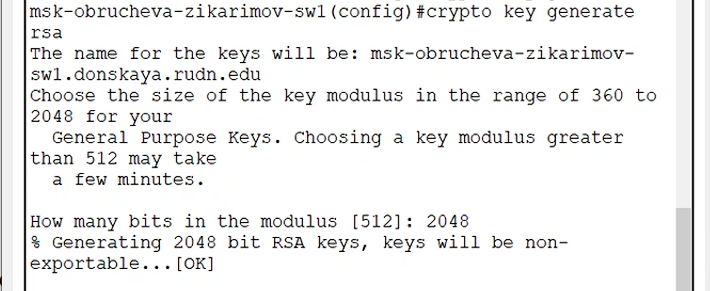 msk-obrucheva-zikarimov-sw1(config)#crypto key generate
rsa
The name for the keys will be: msk-obrucheva-zikarimov-
sw1.donskaya.rudn.edu
Choose the size of the key modulus in the range of 360 to
2048 for your
  General Purpose Keys. Choosing a key modulus greater
than 512 may take
  a few minutes.

How many bits in the modulus [512]: 2048
% Generating 2048 bit RSA keys, keys will be non-
exportable...[OK]